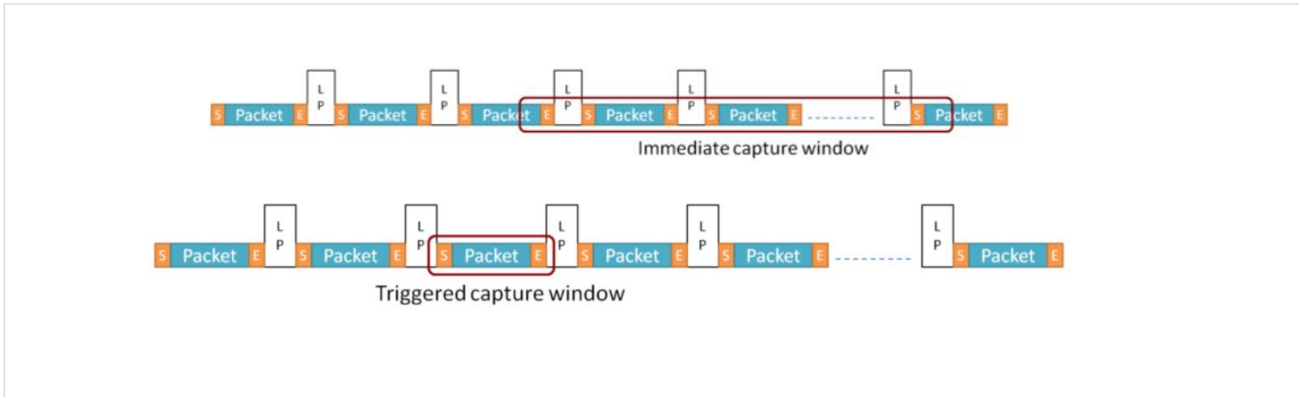 L P L P L P L P L P
S Packet E S Packet E S Packet E S Packet E S Packet E S Packet E
Immediate capture window
L P L P L P L P L P
S Packet E S Packet E S Packet E S Packet E S Packet E S Packet E
Triggered capture window